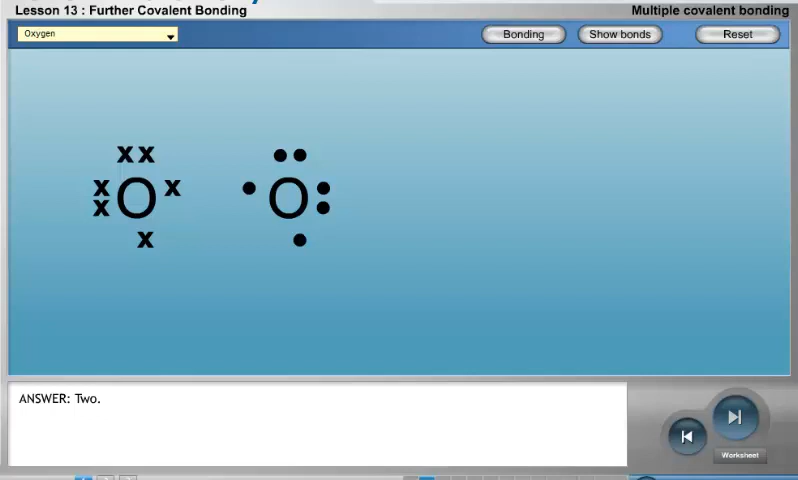 Lesson 13 : Further Covalent Bonding
Multiple covalent bonding
Oxygen
Bonding
Show bonds
Reset
x x
x O x
x
x
O
ANSWER: Two.
Worksheet